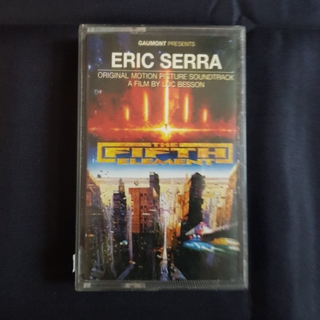 GAUMONT PRESENTS
ERIC SERRA
ORIGINAL MOTION PICTURE SOUNDTRACK
A FILM BY LUC BESSON
THE
FIFTH
ELEMENT